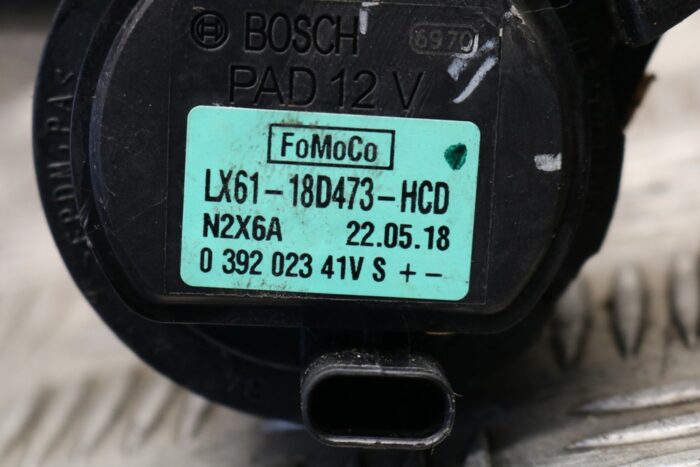 BOSCH 6970
PAD 12 V
FoMoCo
LX61-18D473-HCD
N2X6A 22.05.18
0 392 023 41V S + -